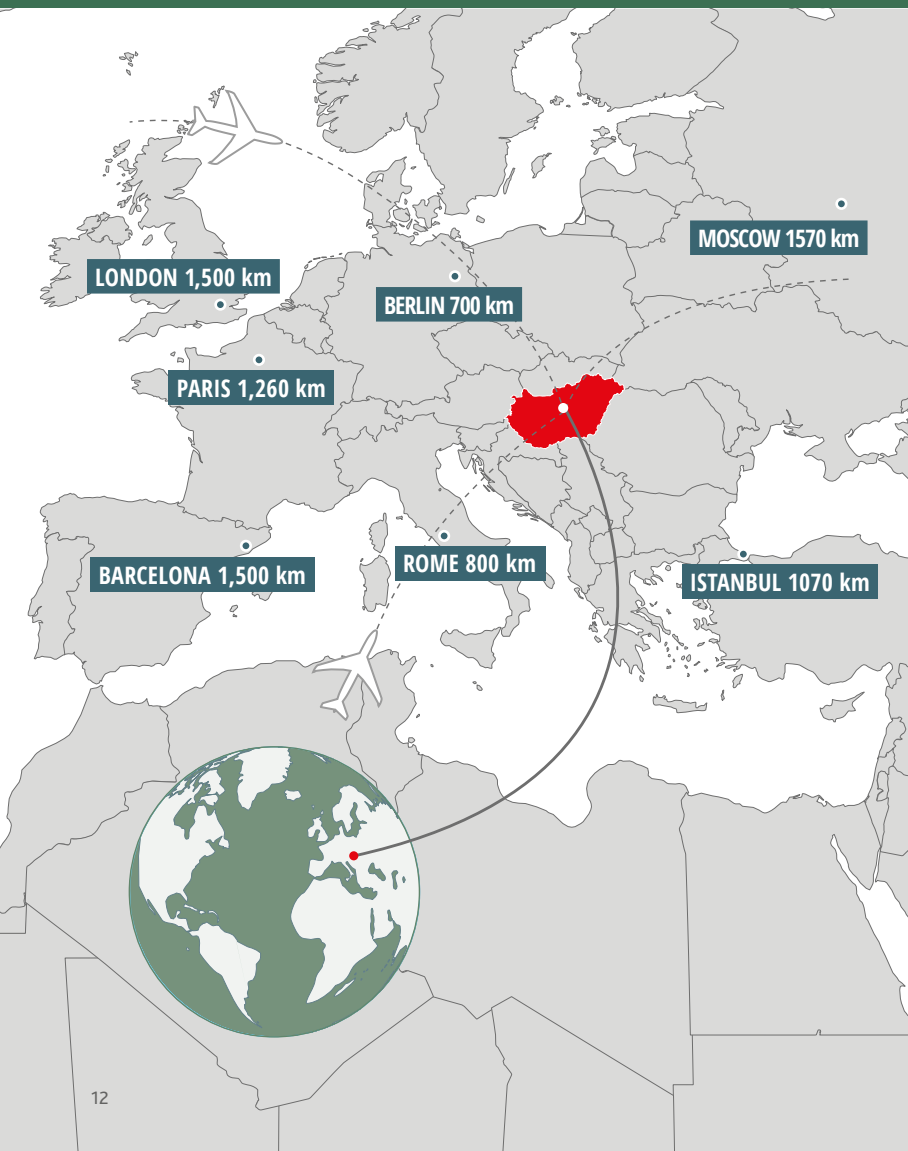 MOSCOW 1570 km
LONDON 1,500 km
BERLIN 700 km
PARIS 1,260 km
ROME 800 km
BARCELONA 1,500 km
ISTANBUL 1070 km
12